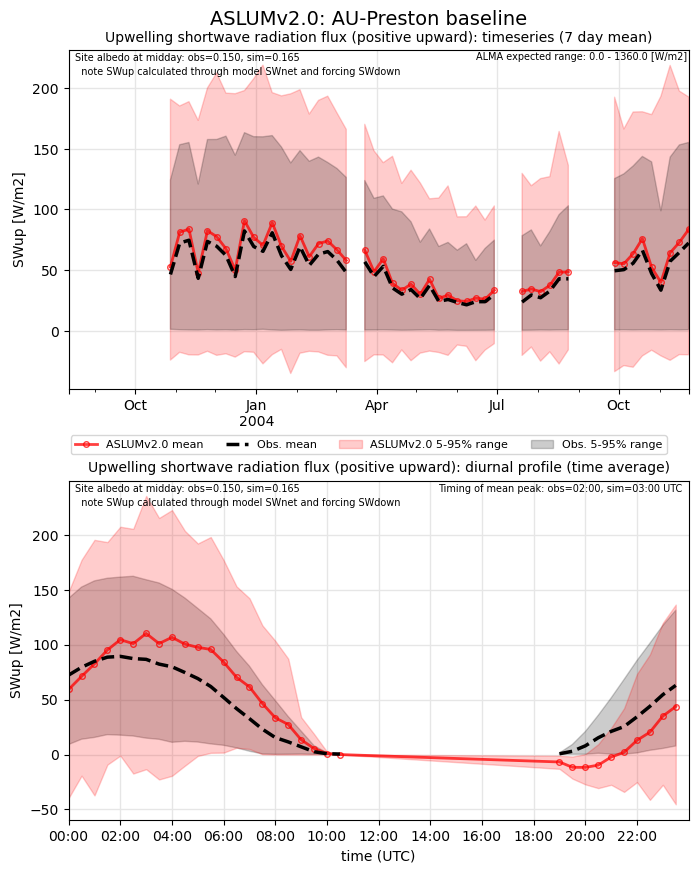 ASLUMv2.0: AU-Preston baseline
Upwelling shortwave radiation flux (positive upward): timeseries (7 day mean)
Site albedo at midday: obs=0.150, sim=0.165
ALMA expected range: 0.0 - 1360.0 [W/m2]
note SWup calculated through model SWnet and forcing SWdown
SWup [W/m2]
200
150
100
50
0
Oct
Jan
2004
Apr
Jul
Oct
ASLUMv2.0 mean
Obs. mean
ASLUMv2.0 5-95% range
Obs. 5-95% range
Upwelling shortwave radiation flux (positive upward): diurnal profile (time average)
Site albedo at midday: obs=0.150, sim=0.165
Timing of mean peak: obs=02:00, sim=03:00 UTC
note SWup calculated through model SWnet and forcing SWdown
SWup [W/m2]
200
150
100
50
0
−50
00:00
02:00
04:00
06:00
08:00
10:00
12:00
14:00
16:00
18:00
20:00
22:00
time (UTC)